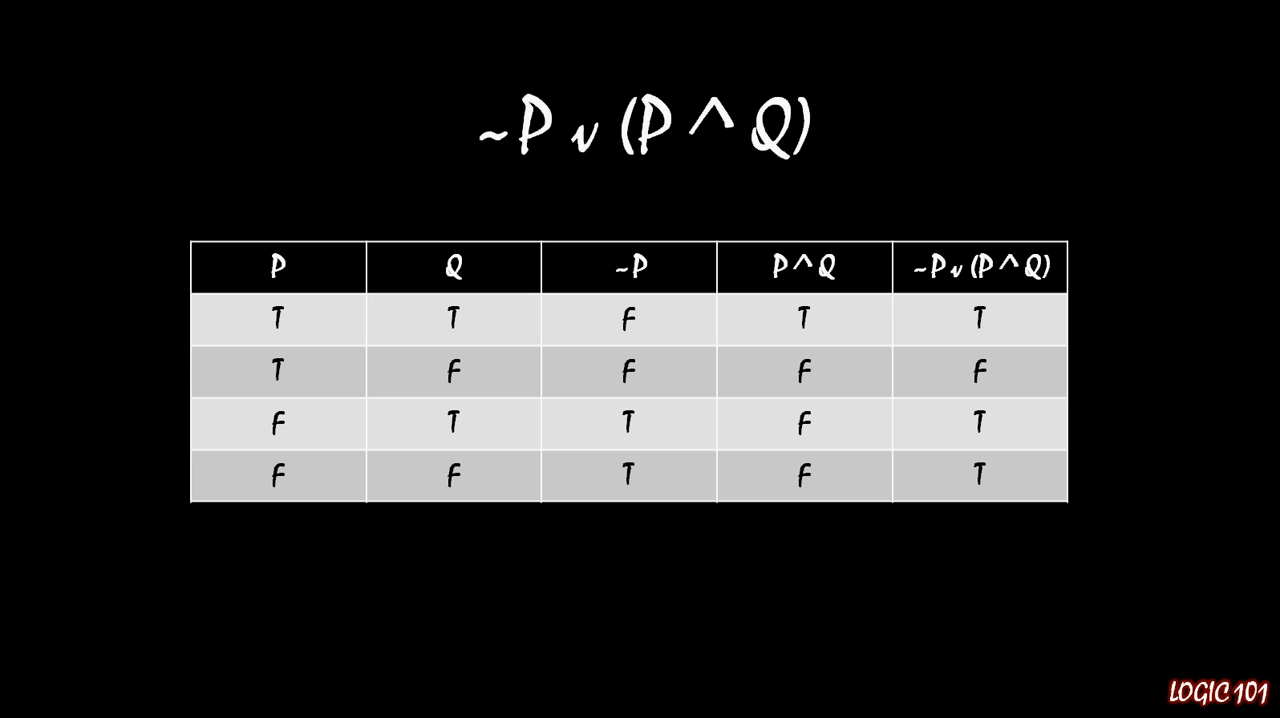 ~P v (P ^ Q)
P Q ~P P ^ Q ~P v (P ^ Q)
T T F T T
T F F F F
F T T F T
F F T F T
LOGIC 101